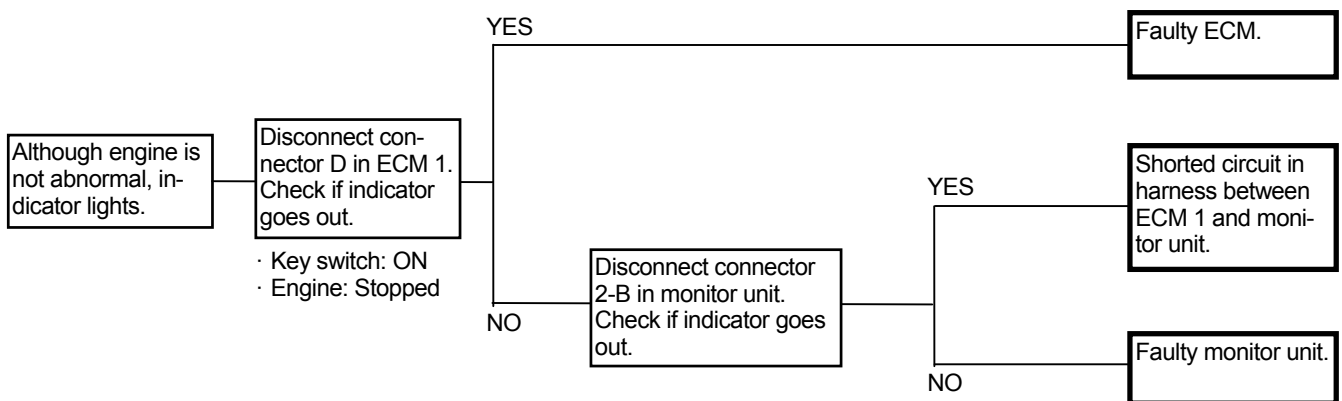 Although engine is
not abnormal, in-
dicator lights.
Disconnect con-
nector D in ECM 1.
Check if indicator
goes out.
· Key switch: ON
· Engine: Stopped
YES
Faulty ECM.
NO
Disconnect connector
2-B in monitor unit.
Check if indicator goes
out.
YES
Shorted circuit in
harness between
ECM 1 and moni-
tor unit.
NO
Faulty monitor unit.